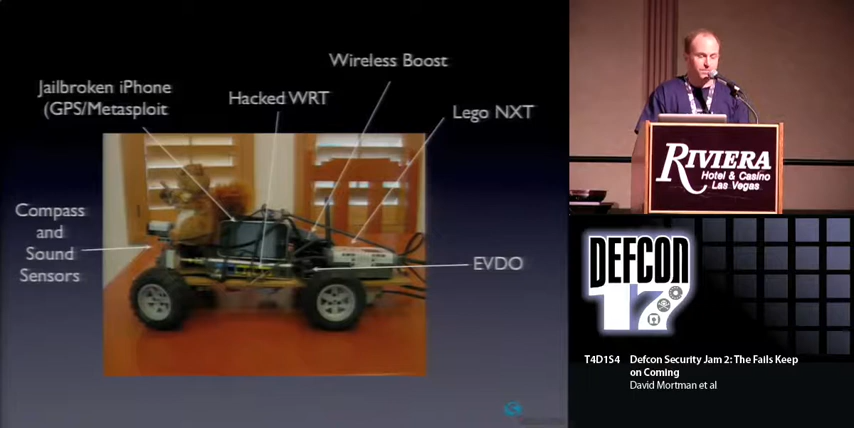 Wireless Boost
Jailbroken iPhone
(GPS/Metasploit
Hacked WRT
Lego NXT
Compass
and
Sound
Sensors
EVDO
RIVIERA
Hotel & Casino
Las Vegas
DEFCON
17
T4D1S4 Defcon Security Jam 2: The Fails Keep
on Coming
David Mortman et al